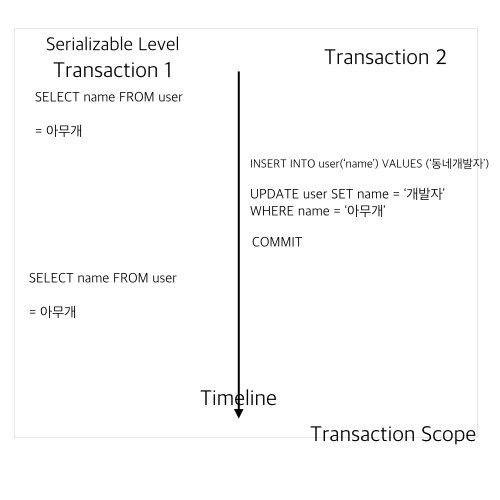 Serializable Level
Transaction 1
Transaction 2
SELECT name FROM user
= 아무개
INSERT INTO user(‘name’) VALUES (‘동네개발자’)
UPDATE user SET name = ‘개발자’
WHERE name = ‘아무개’
COMMIT
SELECT name FROM user
= 아무개
Timeline
Transaction Scope